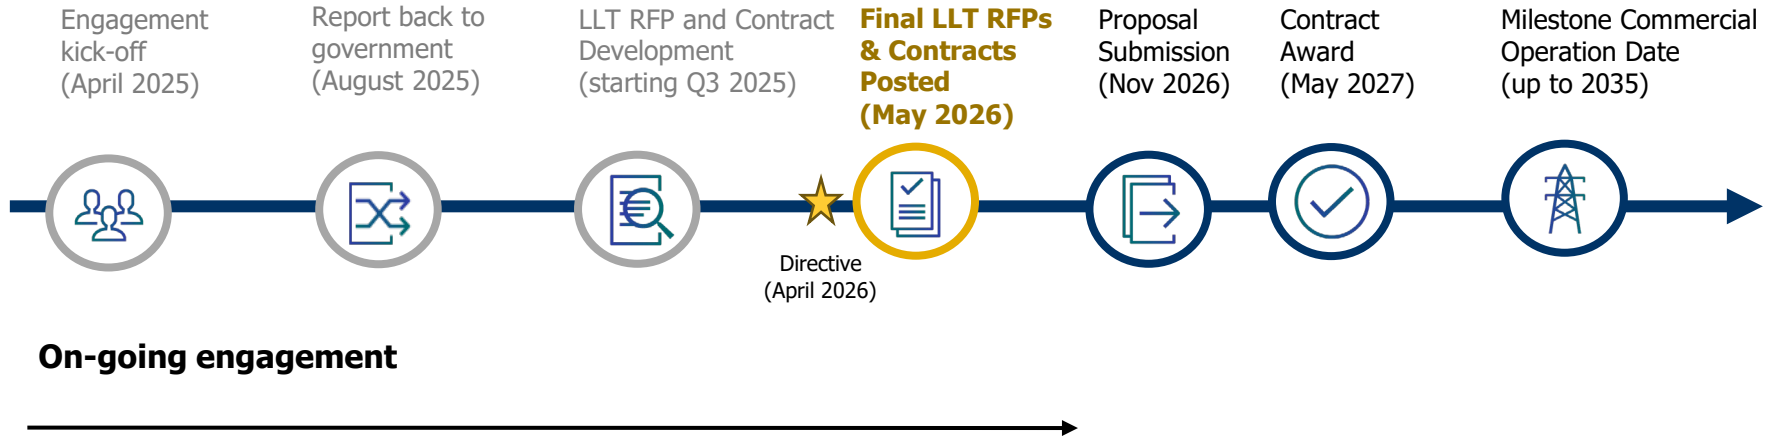 Engagement
kick-off
(April 2025)
Report back to
government
(August 2025)
LLT RFP and Contract
Development
(starting Q3 2025)
Final LLT RFPs
& Contracts
Posted
(May 2026)
Proposal
Submission
(Nov 2026)
Contract
Award
(May 2027)
Milestone Commercial
Operation Date
(up to 2035)
Directive
(April 2026)
On-going engagement